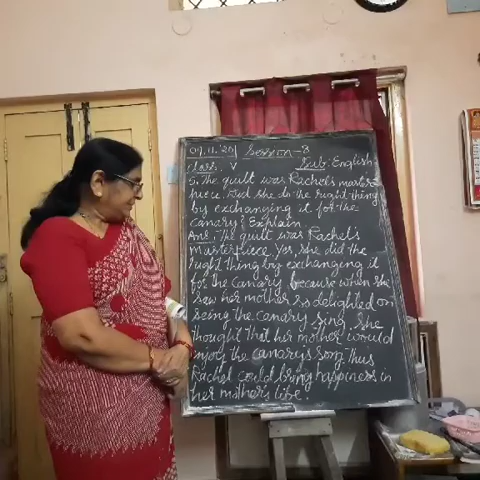 09.11.'20 Session-3
Class: V Sub: English
5. The quilt was Rachel's master-
piece. Did she do the right thing
by exchanging it for the
canary? Explain.
Ans: The quilt was Rachel's
masterpiece. Yes, she did the
right thing by exchanging it
for the canary because when she
saw her mother so delighted on
seeing the canary sing, she
thought that her mother would
enjoy the canary's song. Thus
Rachel could bring happiness in
her mother's life.